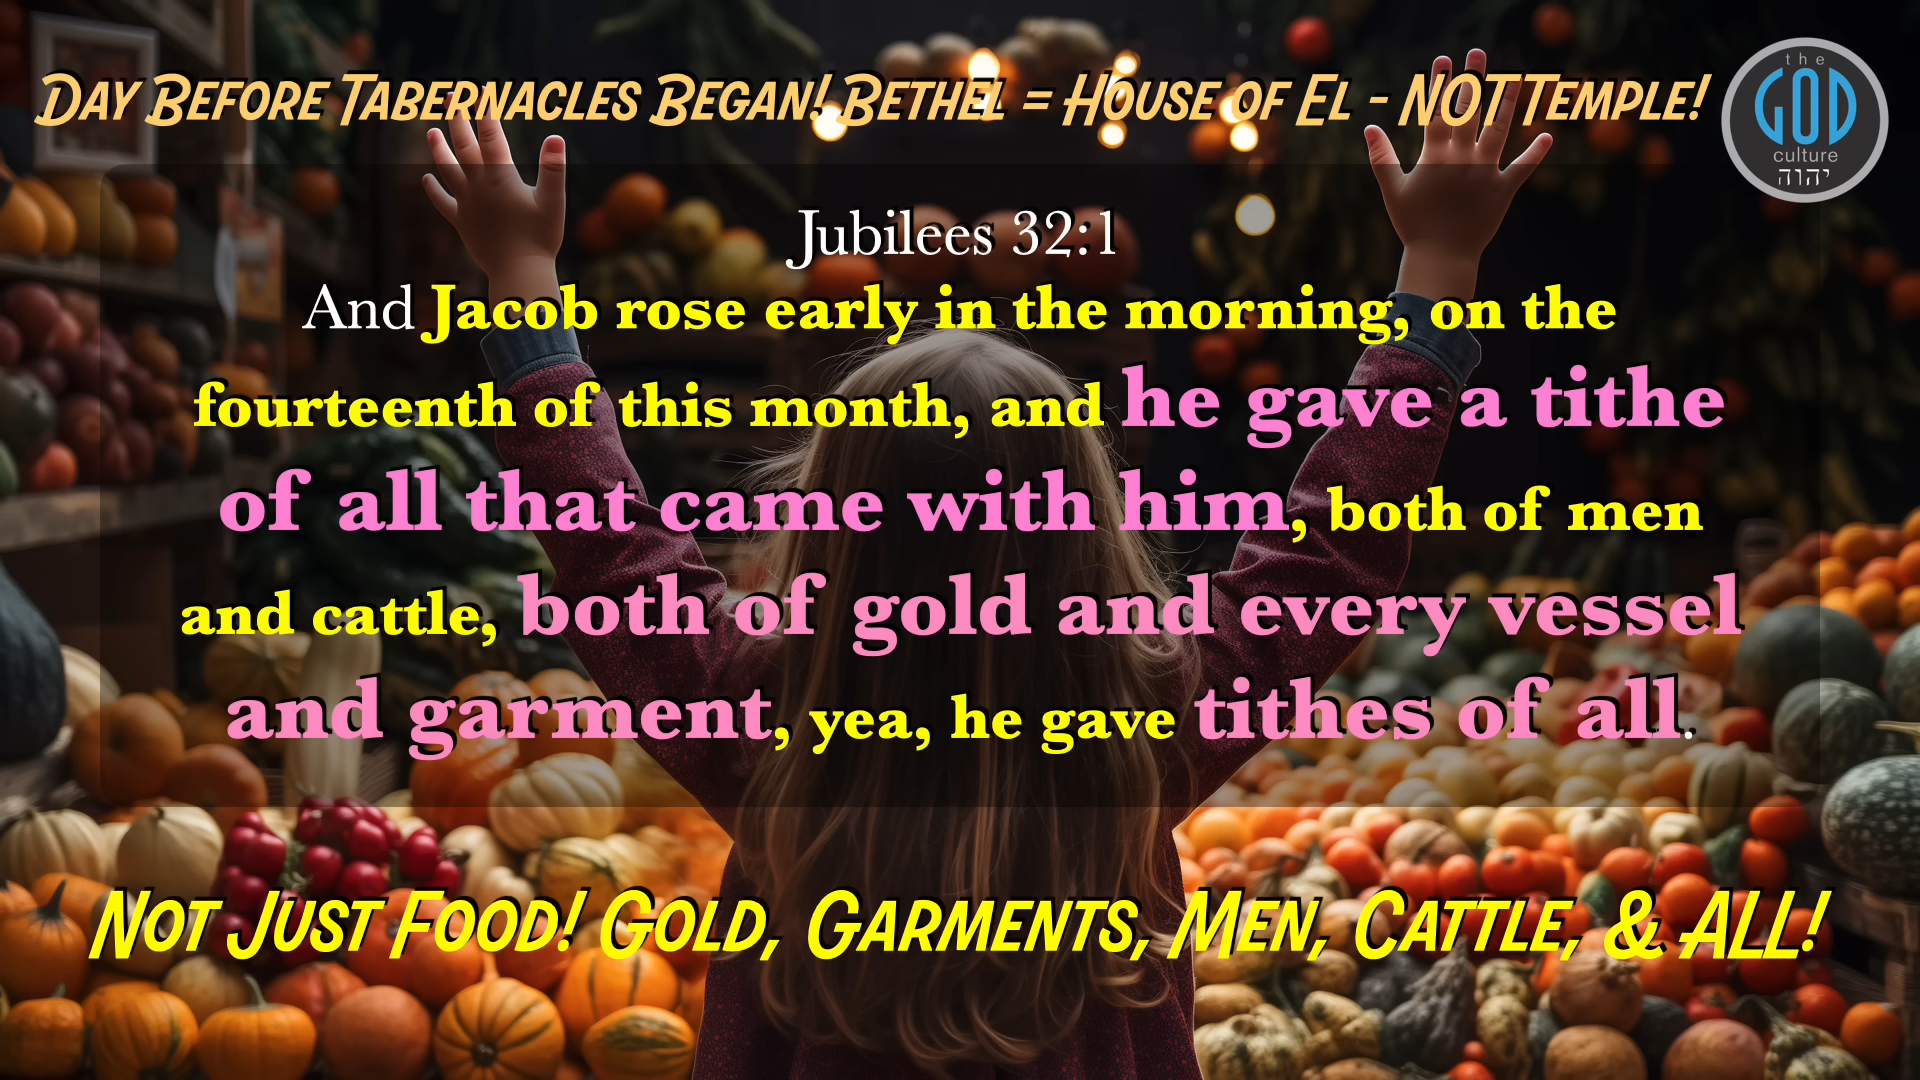 Day Before Tabernacles Began! Bethel = House of El - NOT Temple!
the
GOD
culture
יהוה
Jubilees 32:1
And Jacob rose early in the morning, on the
fourteenth of this month, and he gave a tithe
of all that came with him, both of men
and cattle, both of gold and every vessel
and garment, yea, he gave tithes of all.
Not Just Food! Gold, Garments, Men, Cattle, & ALL!